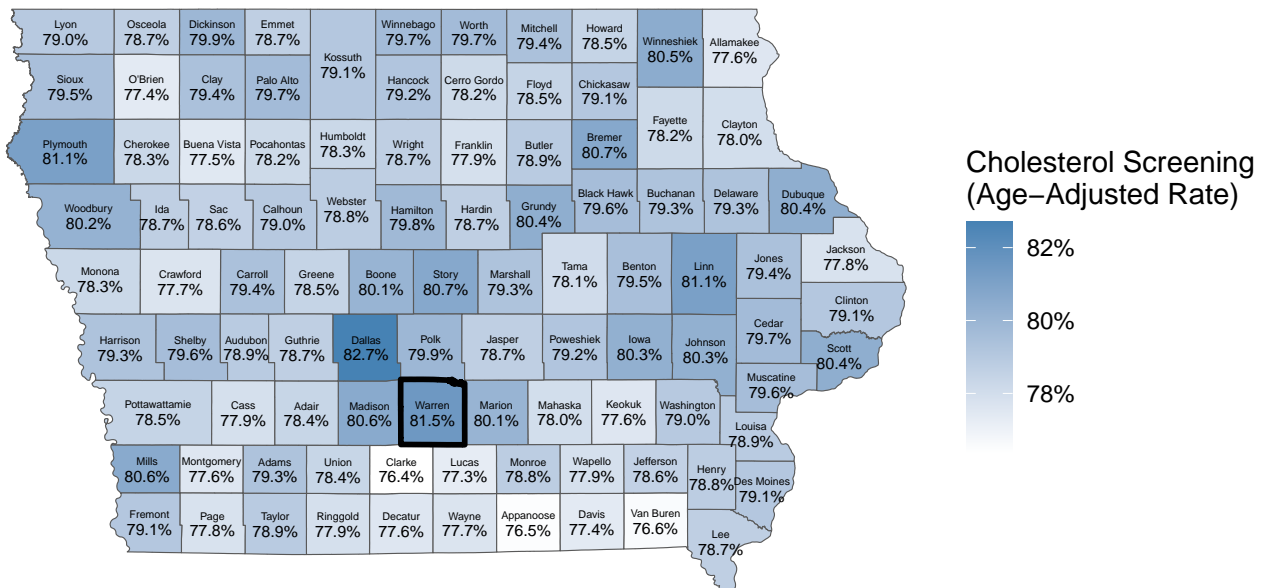 Lyon
79.0%
Osceola
78.7%
Dickinson
79.9%
Emmet
78.7%
Kossuth
79.1%
Winnebago
79.7%
Worth
79.7%
Mitchell
79.4%
Howard
78.5%
Winneshiek
80.5%
Allamakee
77.6%
Sioux
79.5%
O'Brien
77.4%
Clay
79.4%
Palo Alto
79.7%
Hancock
79.2%
Cerro Gordo
78.2%
Floyd
78.5%
Chickasaw
79.1%
Fayette
78.2%
Clayton
78.0%
Plymouth
81.1%
Cherokee
78.3%
Buena Vista
77.5%
Pocahontas
78.2%
Humboldt
78.3%
Wright
78.7%
Franklin
77.9%
Butler
78.9%
Bremer
80.7%
Woodbury
80.2%
Ida
78.7%
Sac
78.6%
Calhoun
79.0%
Webster
78.8%
Hamilton
79.8%
Hardin
78.7%
Grundy
80.4%
Black Hawk
79.6%
Buchanan
79.3%
Delaware
79.3%
Dubuque
80.4%
Monona
78.3%
Crawford
77.7%
Carroll
79.4%
Greene
78.5%
Boone
80.1%
Story
80.7%
Marshall
79.3%
Tama
78.1%
Benton
79.5%
Linn
81.1%
Jones
79.4%
Jackson
77.8%
Clinton
79.1%
Harrison
79.3%
Shelby
79.6%
Audubon
78.9%
Guthrie
78.7%
Dallas
82.7%
Polk
79.9%
Jasper
78.7%
Poweshiek
79.2%
Iowa
80.3%
Johnson
80.3%
Cedar
79.7%
Scott
80.4%
Muscatine
79.6%
Pottawattamie
78.5%
Cass
77.9%
Adair
78.4%
Madison
80.6%
Warren
81.5%
Marion
80.1%
Mahaska
78.0%
Keokuk
77.6%
Washington
79.0%
Louisa
78.9%
Mills
80.6%
Montgomery
77.6%
Adams
79.3%
Union
78.4%
Clarke
76.4%
Lucas
77.3%
Monroe
78.8%
Wapello
77.9%
Jefferson
78.6%
Henry
78.8%
Des Moines
79.1%
Fremont
79.1%
Page
77.8%
Taylor
78.9%
Ringgold
77.9%
Decatur
77.6%
Wayne
77.7%
Appanoose
76.5%
Davis
77.4%
Van Buren
76.6%
Lee
78.7%
Cholesterol Screening
(Age−Adjusted Rate)
82%
80%
78%